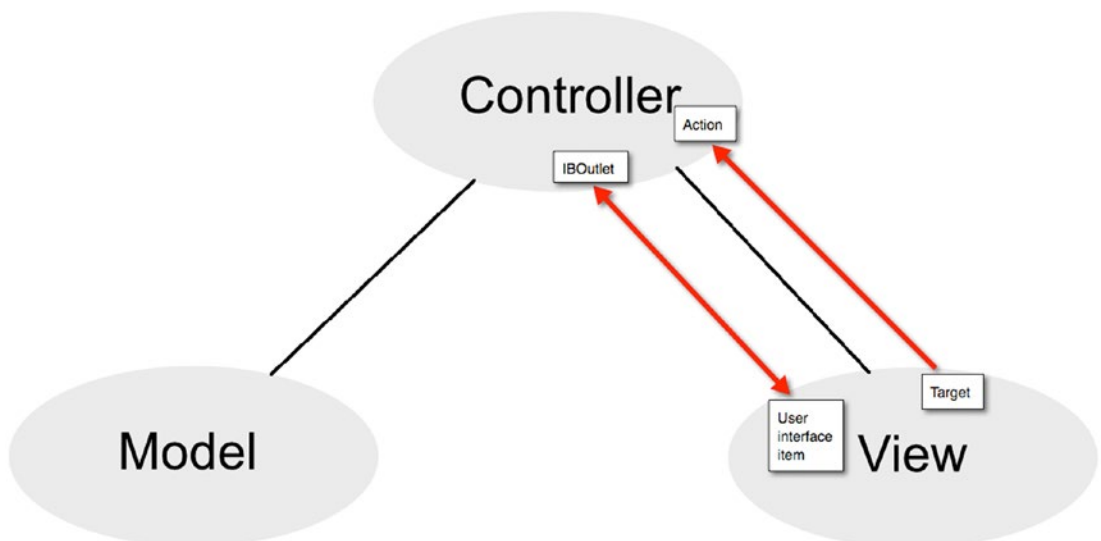 Controller
Action
IBOutlet
Target
User
interface
item
Model
View